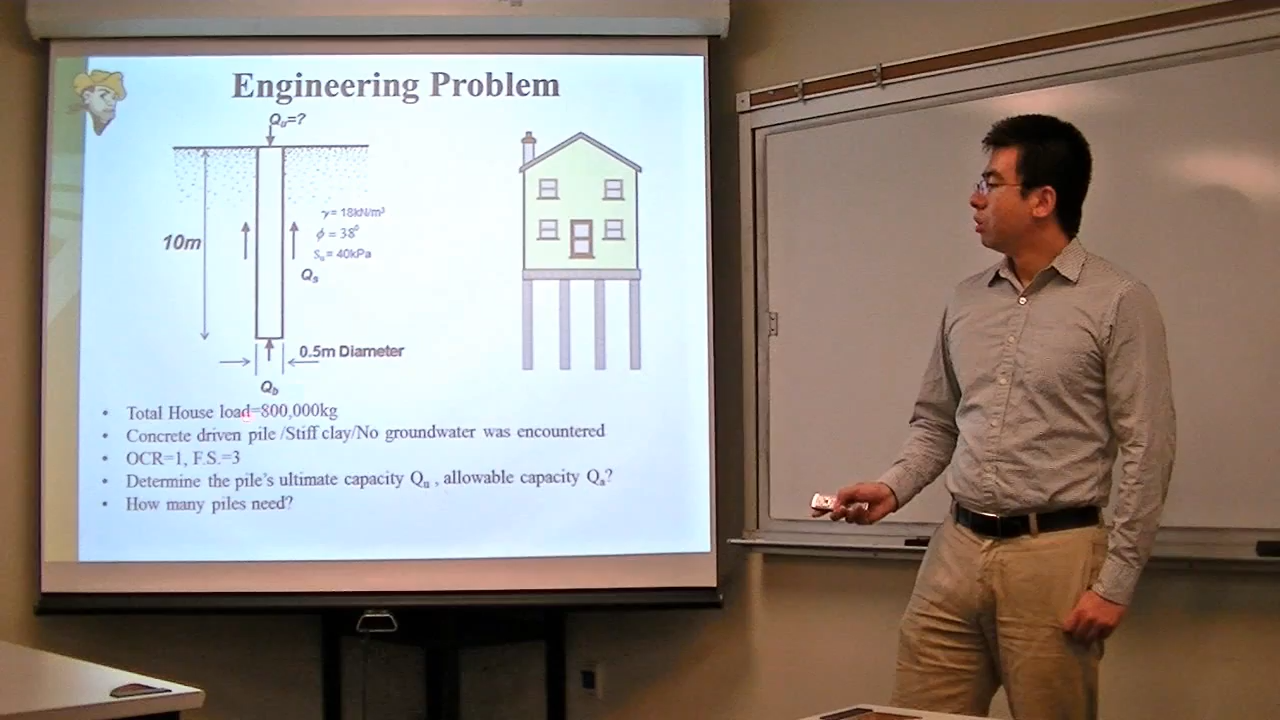 Engineering Problem
Qu=?
γ= 18kN/m³
ϕ = 38⁰
10m
Su= 40kPa
Qs
0.5m Diameter
Qb
• Total House load=800,000kg
• Concrete driven pile /Stiff clay/No groundwater was encountered
• OCR=1, F.S.=3
• Determine the pile's ultimate capacity Qu , allowable capacity Qa?
• How many piles need?